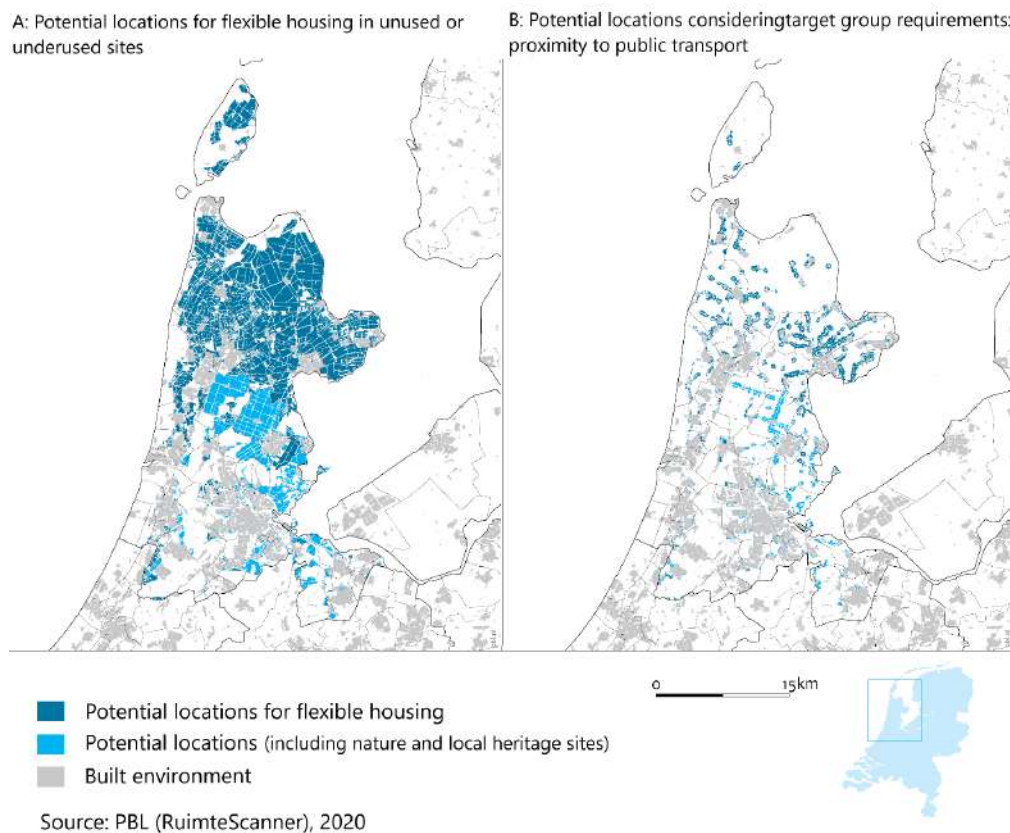 A: Potential locations for flexible housing in unused or
underused sites
B: Potential locations consideringtarget group requirements:
proximity to public transport
0 15km
Potential locations for flexible housing
Potential locations (including nature and local heritage sites)
Built environment
Source: PBL (RuimteScanner), 2020